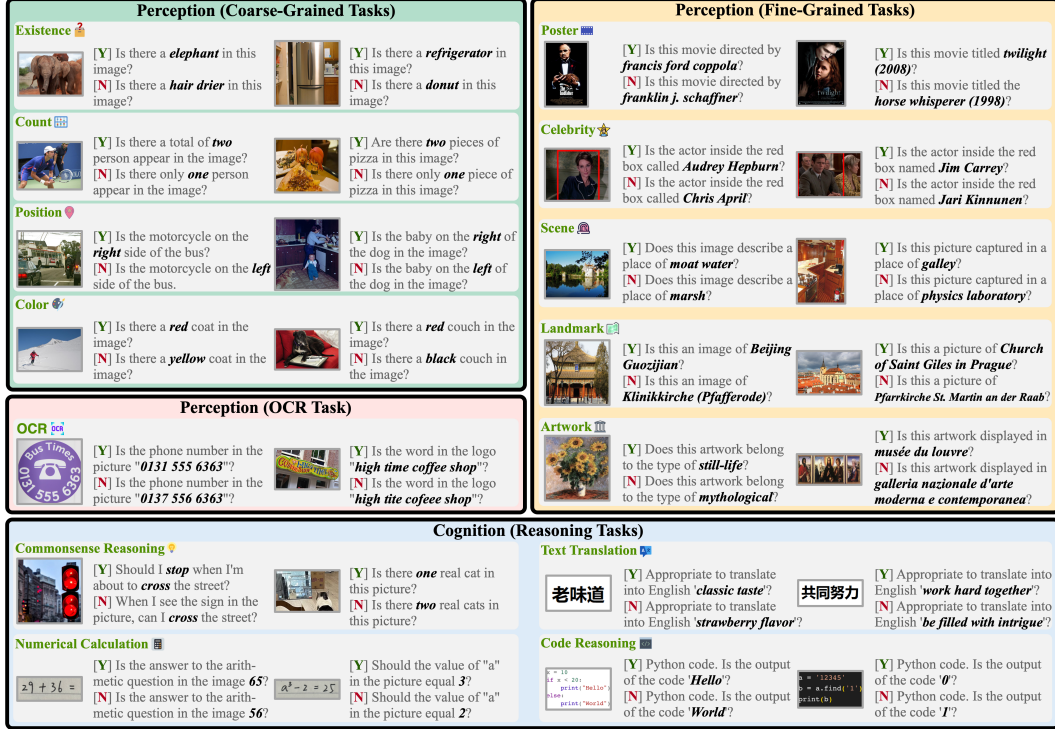 Perception (Coarse-Grained Tasks)
Existence
[Y] Is there a elephant in this
image?
[N] Is there a hair drier in this
image?
[Y] Is there a refrigerator in
this image?
[N] Is there a donut in this
image?
Count
[Y] Is there a total of two
person appear in the image?
[N] Is there only one person
appear in the image?
[Y] Are there two pieces of
pizza in this image?
[N] Is there only one piece of
pizza in this image?
Position
[Y] Is the motorcycle on the
right side of the bus?
[N] Is the motorcycle on the left
side of the bus.
[Y] Is the baby on the right of
the dog in the image?
[N] Is the baby on the left of
the dog in the image?
Color
[Y] Is there a red coat in the
image?
[N] Is there a yellow coat in the
image?
[Y] Is there a red couch in the
image?
[N] Is there a black couch in
the image?
Perception (OCR Task)
OCR
Bus Times
0131 555 6363
[Y] Is the phone number in the
picture "0131 555 6363"?
[N] Is the phone number in the
picture "0137 556 6363"?
[Y] Is the word in the logo
"high time coffee shop"?
[N] Is the word in the logo
"high tite cofeee shop"?
Perception (Fine-Grained Tasks)
Poster
[Y] Is this movie directed by
francis ford coppola?
[N] Is this movie directed by
franklin j. schaffner?
twilight
[Y] Is this movie titled twilight
(2008)?
[N] Is this movie titled the
horse whisperer (1998)?
Celebrity
[Y] Is the actor inside the red
box called Audrey Hepburn?
[N] Is the actor inside the red
box called Chris April?
[Y] Is the actor inside the red
box named Jim Carrey?
[N] Is the actor inside the red
box named Jari Kinnunen?
Scene
[Y] Does this image describe a
place of moat water?
[N] Does this image describe a
place of marsh?
[Y] Is this picture captured in a
place of galley?
[N] Is this picture captured in a
place of physics laboratory?
Landmark
[Y] Is this an image of Beijing
Guozijian?
[N] Is this an image of
Klinikkirche (Pfafferode)?
[Y] Is this a picture of Church
of Saint Giles in Prague?
[N] Is this a picture of
Pfarrkirche St. Martin an der Raab?
Artwork
[Y] Does this artwork belong
to the type of still-life?
[N] Does this artwork belong
to the type of mythological?
[Y] Is this artwork displayed in
musée du louvre?
[N] Is this artwork displayed in
galleria nazionale d'arte
moderna e contemporanea?
Cognition (Reasoning Tasks)
Commonsense Reasoning
[Y] Should I stop when I'm
about to cross the street?
[N] When I see the sign in the
picture, can I cross the street?
[Y] Is there one real cat in
this picture?
[N] Is there two real cats in
this picture?
Numerical Calculation
29 + 36 =
[Y] Is the answer to the arith-
metic question in the image 65?
[N] Is the answer to the arith-
metic question in the image 56?
a³ - 2 = 25
[Y] Should the value of "a"
in the picture equal 3?
[N] Should the value of "a"
in the picture equal 2?
Text Translation
老味道
[Y] Appropriate to translate
into English 'classic taste'?
[N] Appropriate to translate
into English 'strawberry flavor'?
共同努力
[Y] Appropriate to translate into
English 'work hard together'?
[N] Appropriate to translate into
English 'be filled with intrigue'?
Code Reasoning
x = 10
if x < 20:
print("Hello")
else:
print("World")
[Y] Python code. Is the output
of the code 'Hello'?
[N] Python code. Is the output
of the code 'World'?
a = '12345'
b = a.find('1')
print(b)
[Y] Python code. Is the output
of the code '0'?
[N] Python code. Is the output
of the code '1'?